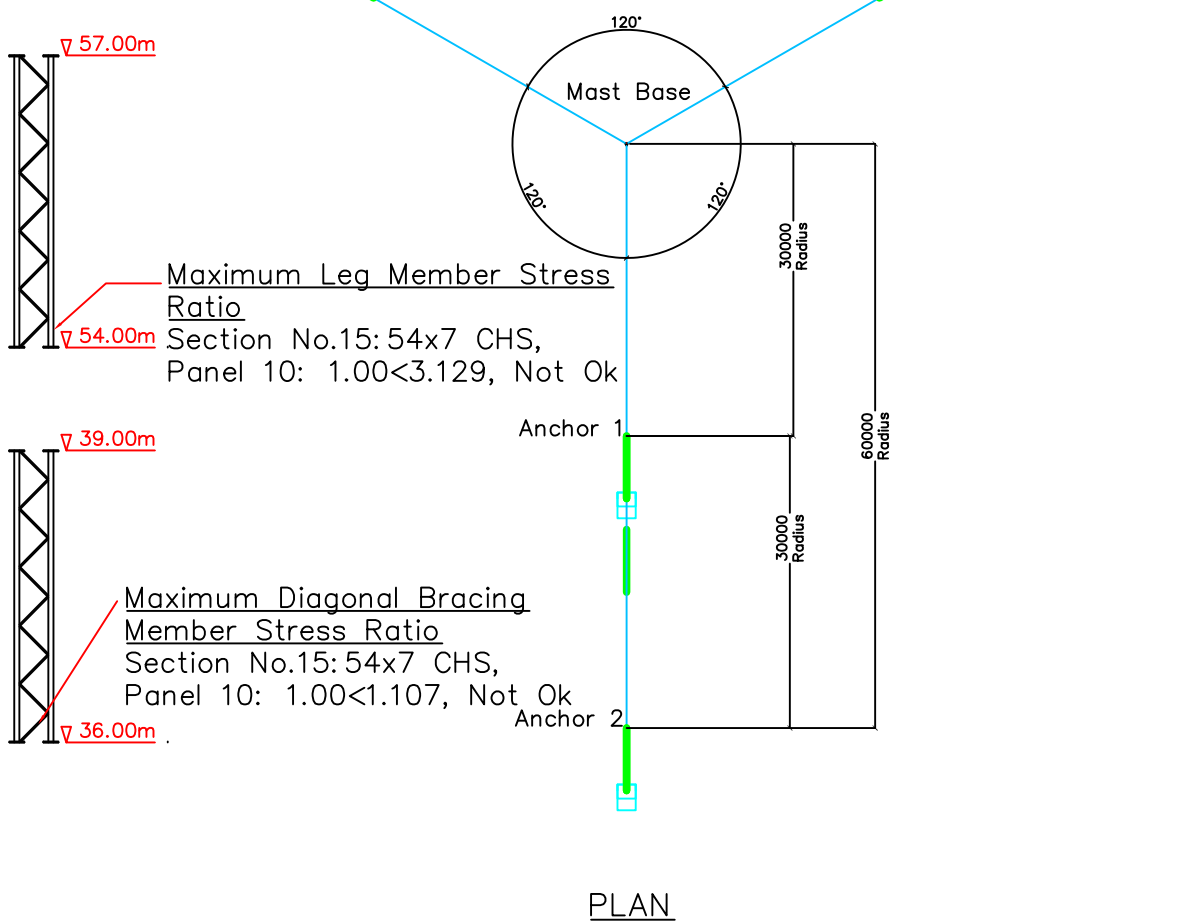 57.00m
120°
Mast Base
120°
120°
30000
Radius
Maximum Leg Member Stress
Ratio
54.00m
Section No.15:54x7 CHS,
Panel 10: 1.00<3.129, Not Ok
Anchor 1
60000
Radius
39.00m
30000
Radius
Maximum Diagonal Bracing
Member Stress Ratio
Section No.15:54x7 CHS,
Panel 10: 1.00<1.107, Not Ok
Anchor 2
36.00m
PLAN